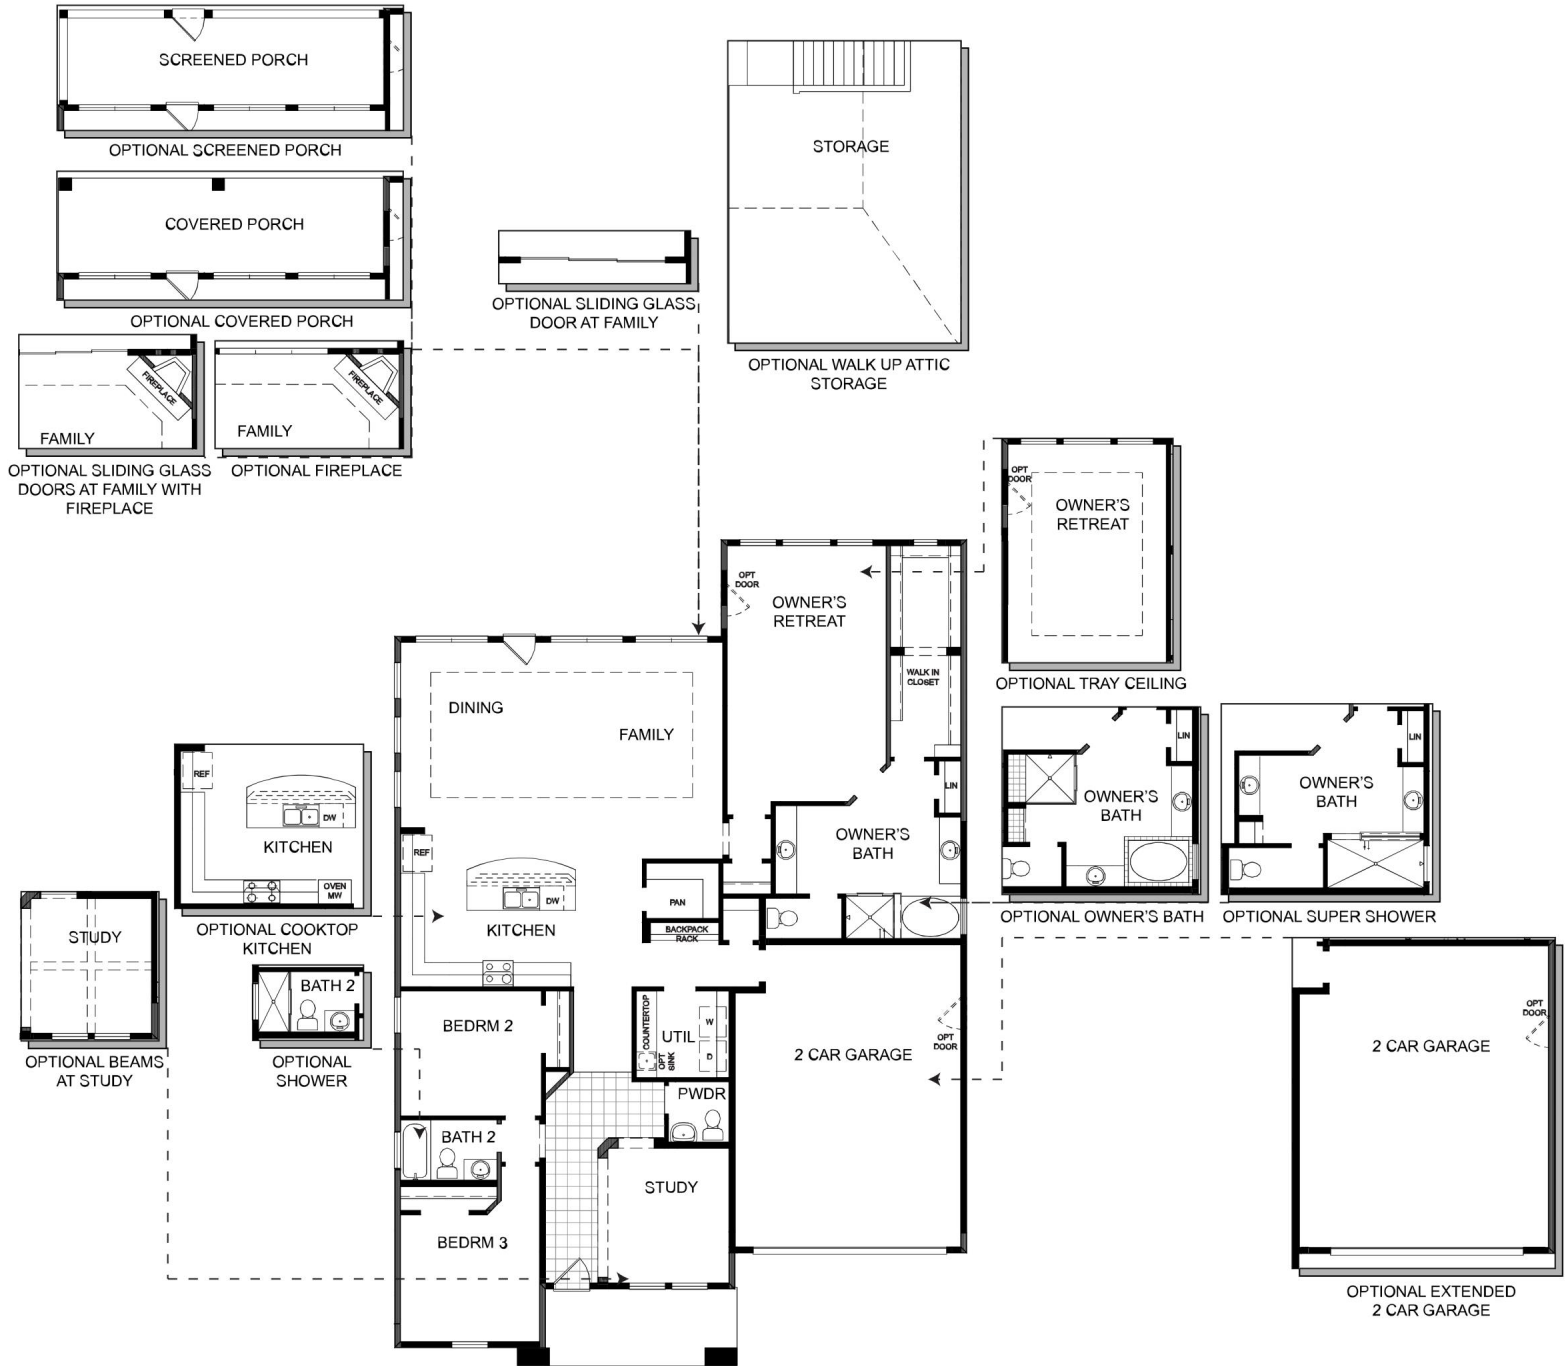 SCREENED PORCH
OPTIONAL SCREENED PORCH
COVERED PORCH
OPTIONAL COVERED PORCH
FIREPLACE
FAMILY
OPTIONAL SLIDING GLASS
DOORS AT FAMILY WITH
FIREPLACE
FIREPLACE
FAMILY
OPTIONAL FIREPLACE
OPTIONAL SLIDING GLASS
DOOR AT FAMILY
STORAGE
OPTIONAL WALK UP ATTIC
STORAGE
OPT
DOOR
OWNER'S
RETREAT
OPTIONAL TRAY CEILING
OPT
DOOR
OWNER'S
RETREAT
WALK IN
CLOSET
DINING
FAMILY
LIN
OWNER'S
BATH
LIN
OWNER'S
BATH
OPTIONAL OWNER'S BATH
LIN
OWNER'S
BATH
OPTIONAL SUPER SHOWER
REF
DW
KITCHEN
OVEN
MW
OPTIONAL COOKTOP
KITCHEN
REF
DW
KITCHEN
PAN
BACKPACK
RACK
STUDY
OPTIONAL BEAMS
AT STUDY
BATH 2
OPTIONAL
SHOWER
BEDRM 2
COUNTERTOP
OPT
SINK
UTIL
W
D
PWDR
2 CAR GARAGE
OPT
DOOR
BATH 2
STUDY
BEDRM 3
2 CAR GARAGE
OPT
DOOR
OPTIONAL EXTENDED
2 CAR GARAGE